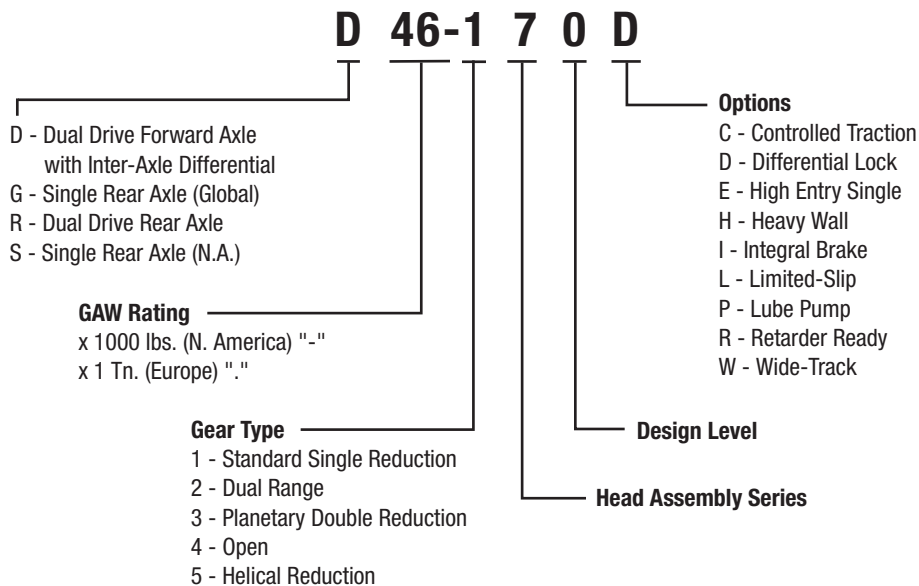 D 46-1 7 0 D
D - Dual Drive Forward Axle
with Inter-Axle Differential
G - Single Rear Axle (Global)
R - Dual Drive Rear Axle
S - Single Rear Axle (N.A.)
GAW Rating
x 1000 lbs. (N. America) "-"
x 1 Tn. (Europe) "."
Gear Type
1 - Standard Single Reduction
2 - Dual Range
3 - Planetary Double Reduction
4 - Open
5 - Helical Reduction
Options
C - Controlled Traction
D - Differential Lock
E - High Entry Single
H - Heavy Wall
I - Integral Brake
L - Limited-Slip
P - Lube Pump
R - Retarder Ready
W - Wide-Track
Design Level
Head Assembly Series